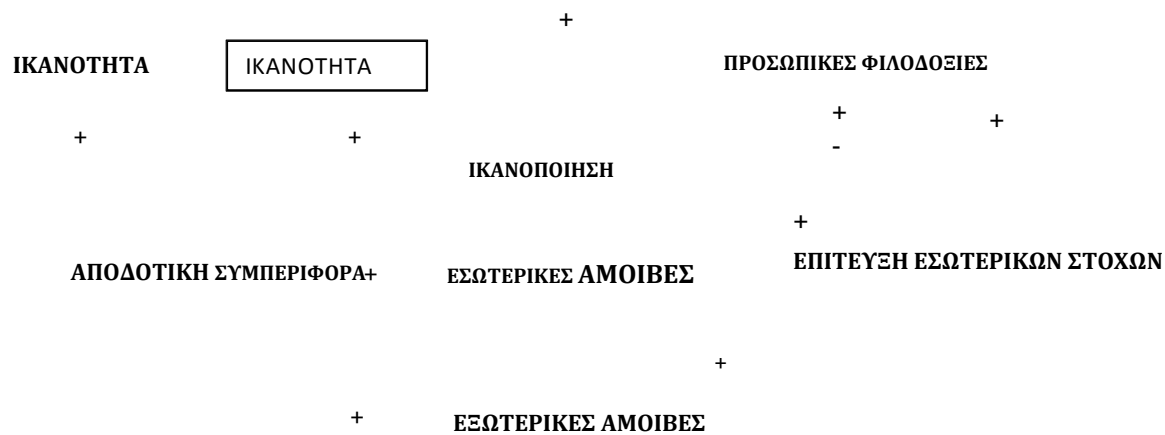 +
ΙΚΑΝΟΤΗΤΑ ΙΚΑΝΟΤΗΤΑ ΠΡΟΣΩΠΙΚΕΣ ΦΙΛΟΔΟΞΙΕΣ
+ +
+ +
-
ΙΚΑΝΟΠΟΙΗΣΗ
+
ΑΠΟΔΟΤΙΚΗ ΣΥΜΠΕΡΙΦΟΡΑ+ ΕΣΩΤΕΡΙΚΕΣ ΑΜΟΙΒΕΣ ΕΠΙΤΕΥΞΗ ΕΣΩΤΕΡΙΚΩΝ ΣΤΟΧΩΝ
+
+ ΕΞΩΤΕΡΙΚΕΣ ΑΜΟΙΒΕΣ